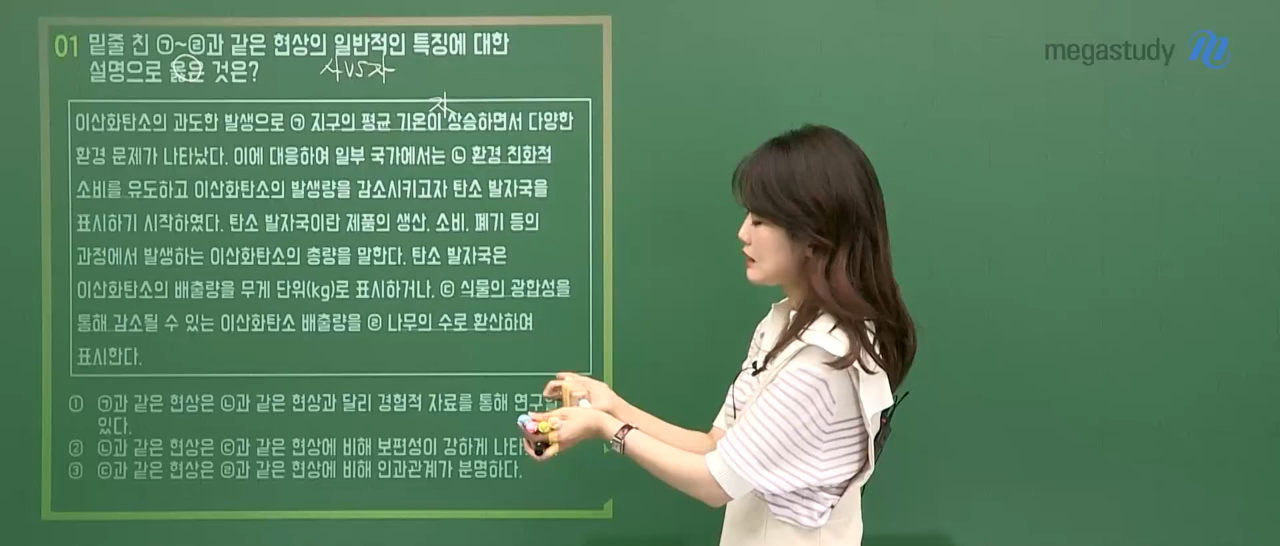 01 밑줄 친 ㉠~㉣과 같은 현상의 일반적인 특징에 대한
설명으로 옳은 것은?
사vs자
자
이산화탄소의 과도한 발생으로 ㉠ 지구의 평균 기온이 상승하면서 다양한
환경 문제가 나타났다. 이에 대응하여 일부 국가에서는 ㉡ 환경 친화적
소비를 유도하고 이산화탄소의 발생량을 감소시키고자 탄소 발자국을
표시하기 시작하였다. 탄소 발자국이란 제품의 생산, 소비, 폐기 등의
과정에서 발생하는 이산화탄소의 총량을 말한다. 탄소 발자국은
이산화탄소의 배출량을 무게 단위(kg)로 표시하거나, ㉢ 식물의 광합성을
통해 감소될 수 있는 이산화탄소 배출량을 ㉣ 나무의 수로 환산하여
표시한다.
① ㉠과 같은 현상은 ㉡과 같은 현상과 달리 경험적 자료를 통해
있다.
② ㉡과 같은 현상은 ㉢과 같은 현상에 비해 보편성이 강하게
③ ㉢과 같은 현상은 ㉣과 같은 현상에 비해 인과관계가 분명하다.
megastudy